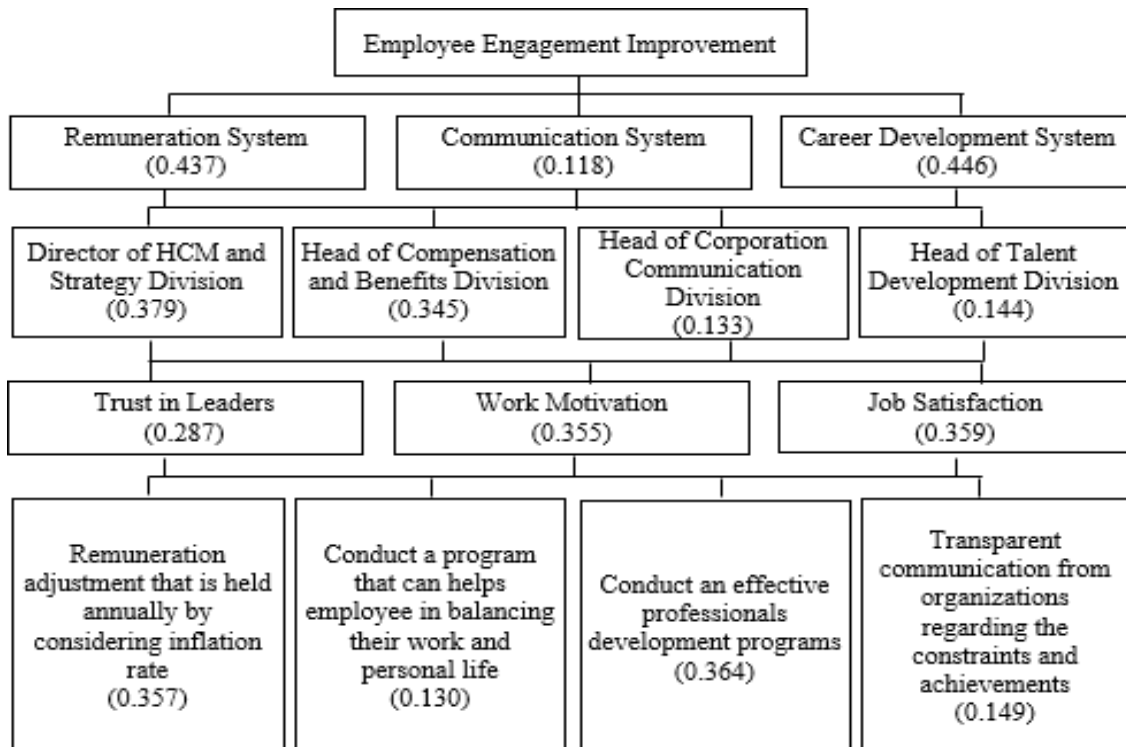 Employee Engagement Improvement
Remuneration System
(0.437)
Communication System
(0.118)
Career Development System
(0.446)
Director of HCM and
Strategy Division
(0.379)
Head of Compensation
and Benefits Division
(0.345)
Head of Corporation
Communication
Division
(0.133)
Head of Talent
Development Division
(0.144)
Trust in Leaders
(0.287)
Work Motivation
(0.355)
Job Satisfaction
(0.359)
Remuneration
adjustment that is held
annually by
considering inflation
rate
(0.357)
Conduct a program
that can helps
employee in balancing
their work and
personal life
(0.130)
Conduct an effective
professionals
development programs
(0.364)
Transparent
communication from
organizations
regarding the
constraints and
achievements
(0.149)